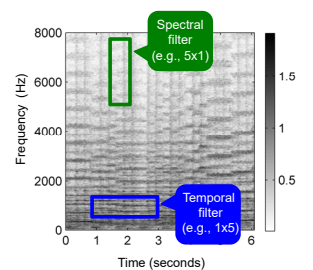 Spectral
filter
(e.g., 5x1)
8000
6000
4000
2000
0
Frequency (Hz)
1.5
1
0.5
Temporal
filter
(e.g., 1x5)
0 1 2 3 4 5 6
Time (seconds)